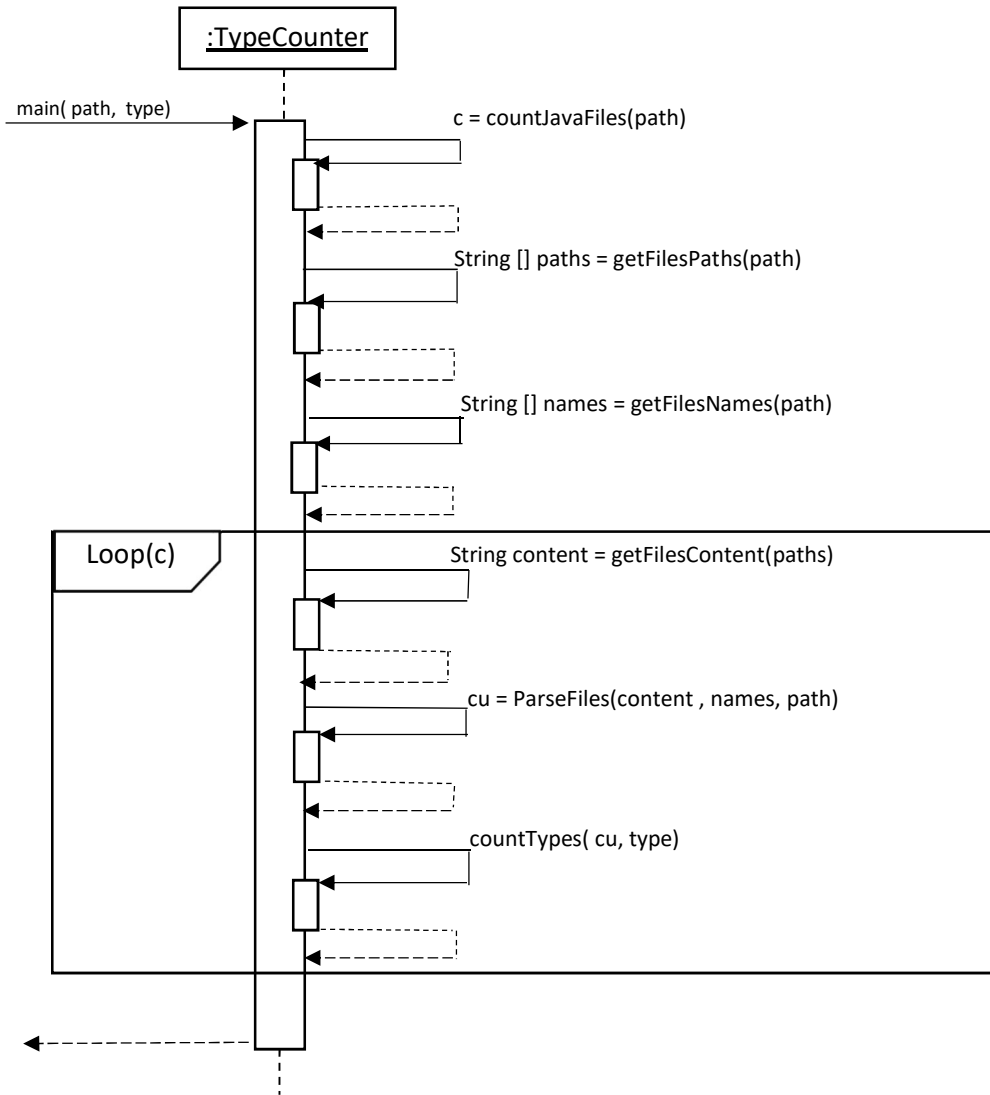 :TypeCounter
main( path, type)
c = countJavaFiles(path)
String [] paths = getFilesPaths(path)
String [] names = getFilesNames(path)
Loop(c)
String content = getFilesContent(paths)
cu = ParseFiles(content , names, path)
countTypes( cu, type)